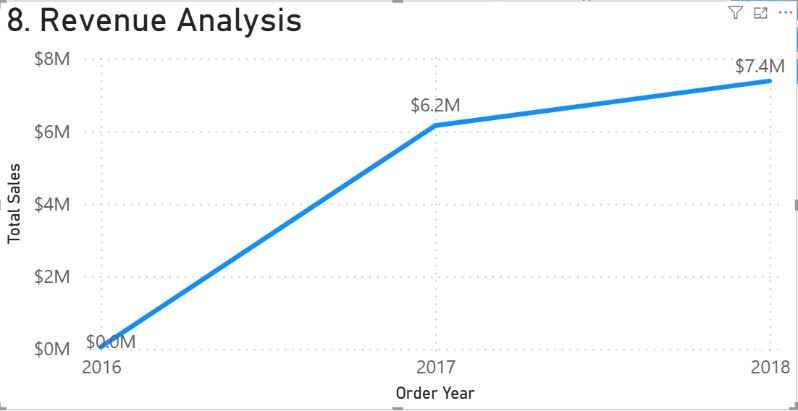 8. Revenue Analysis
$8M
$7.4M
$6.2M
$6M
$4M
$2M
$0.0M
$0M
2016 2017 2018
Total Sales
Order Year